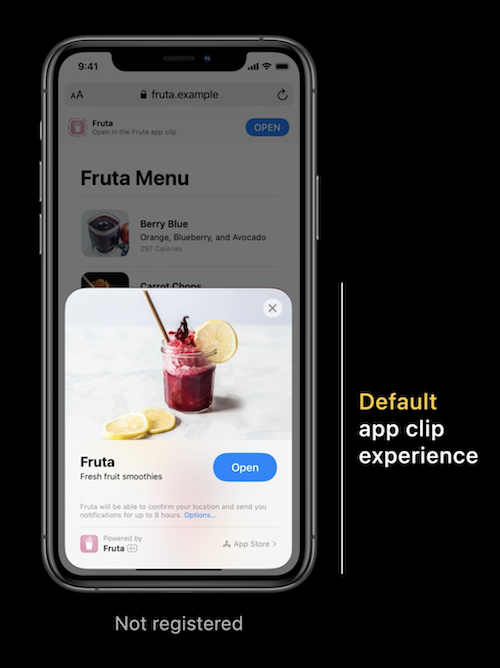 9:41
AA fruta.example
Fruta
Open in the Fruta app clip
OPEN
Fruta Menu
Berry Blue
Orange, Blueberry, and Avocado
297 Calories
Carrot Chops
Fruta
Fresh fruit smoothies
Open
Fruta will be able to confirm your location and send you
notifications for up to 8 hours. Options...
Powered by
Fruta 4+
App Store >
Default
app clip
experience
Not registered